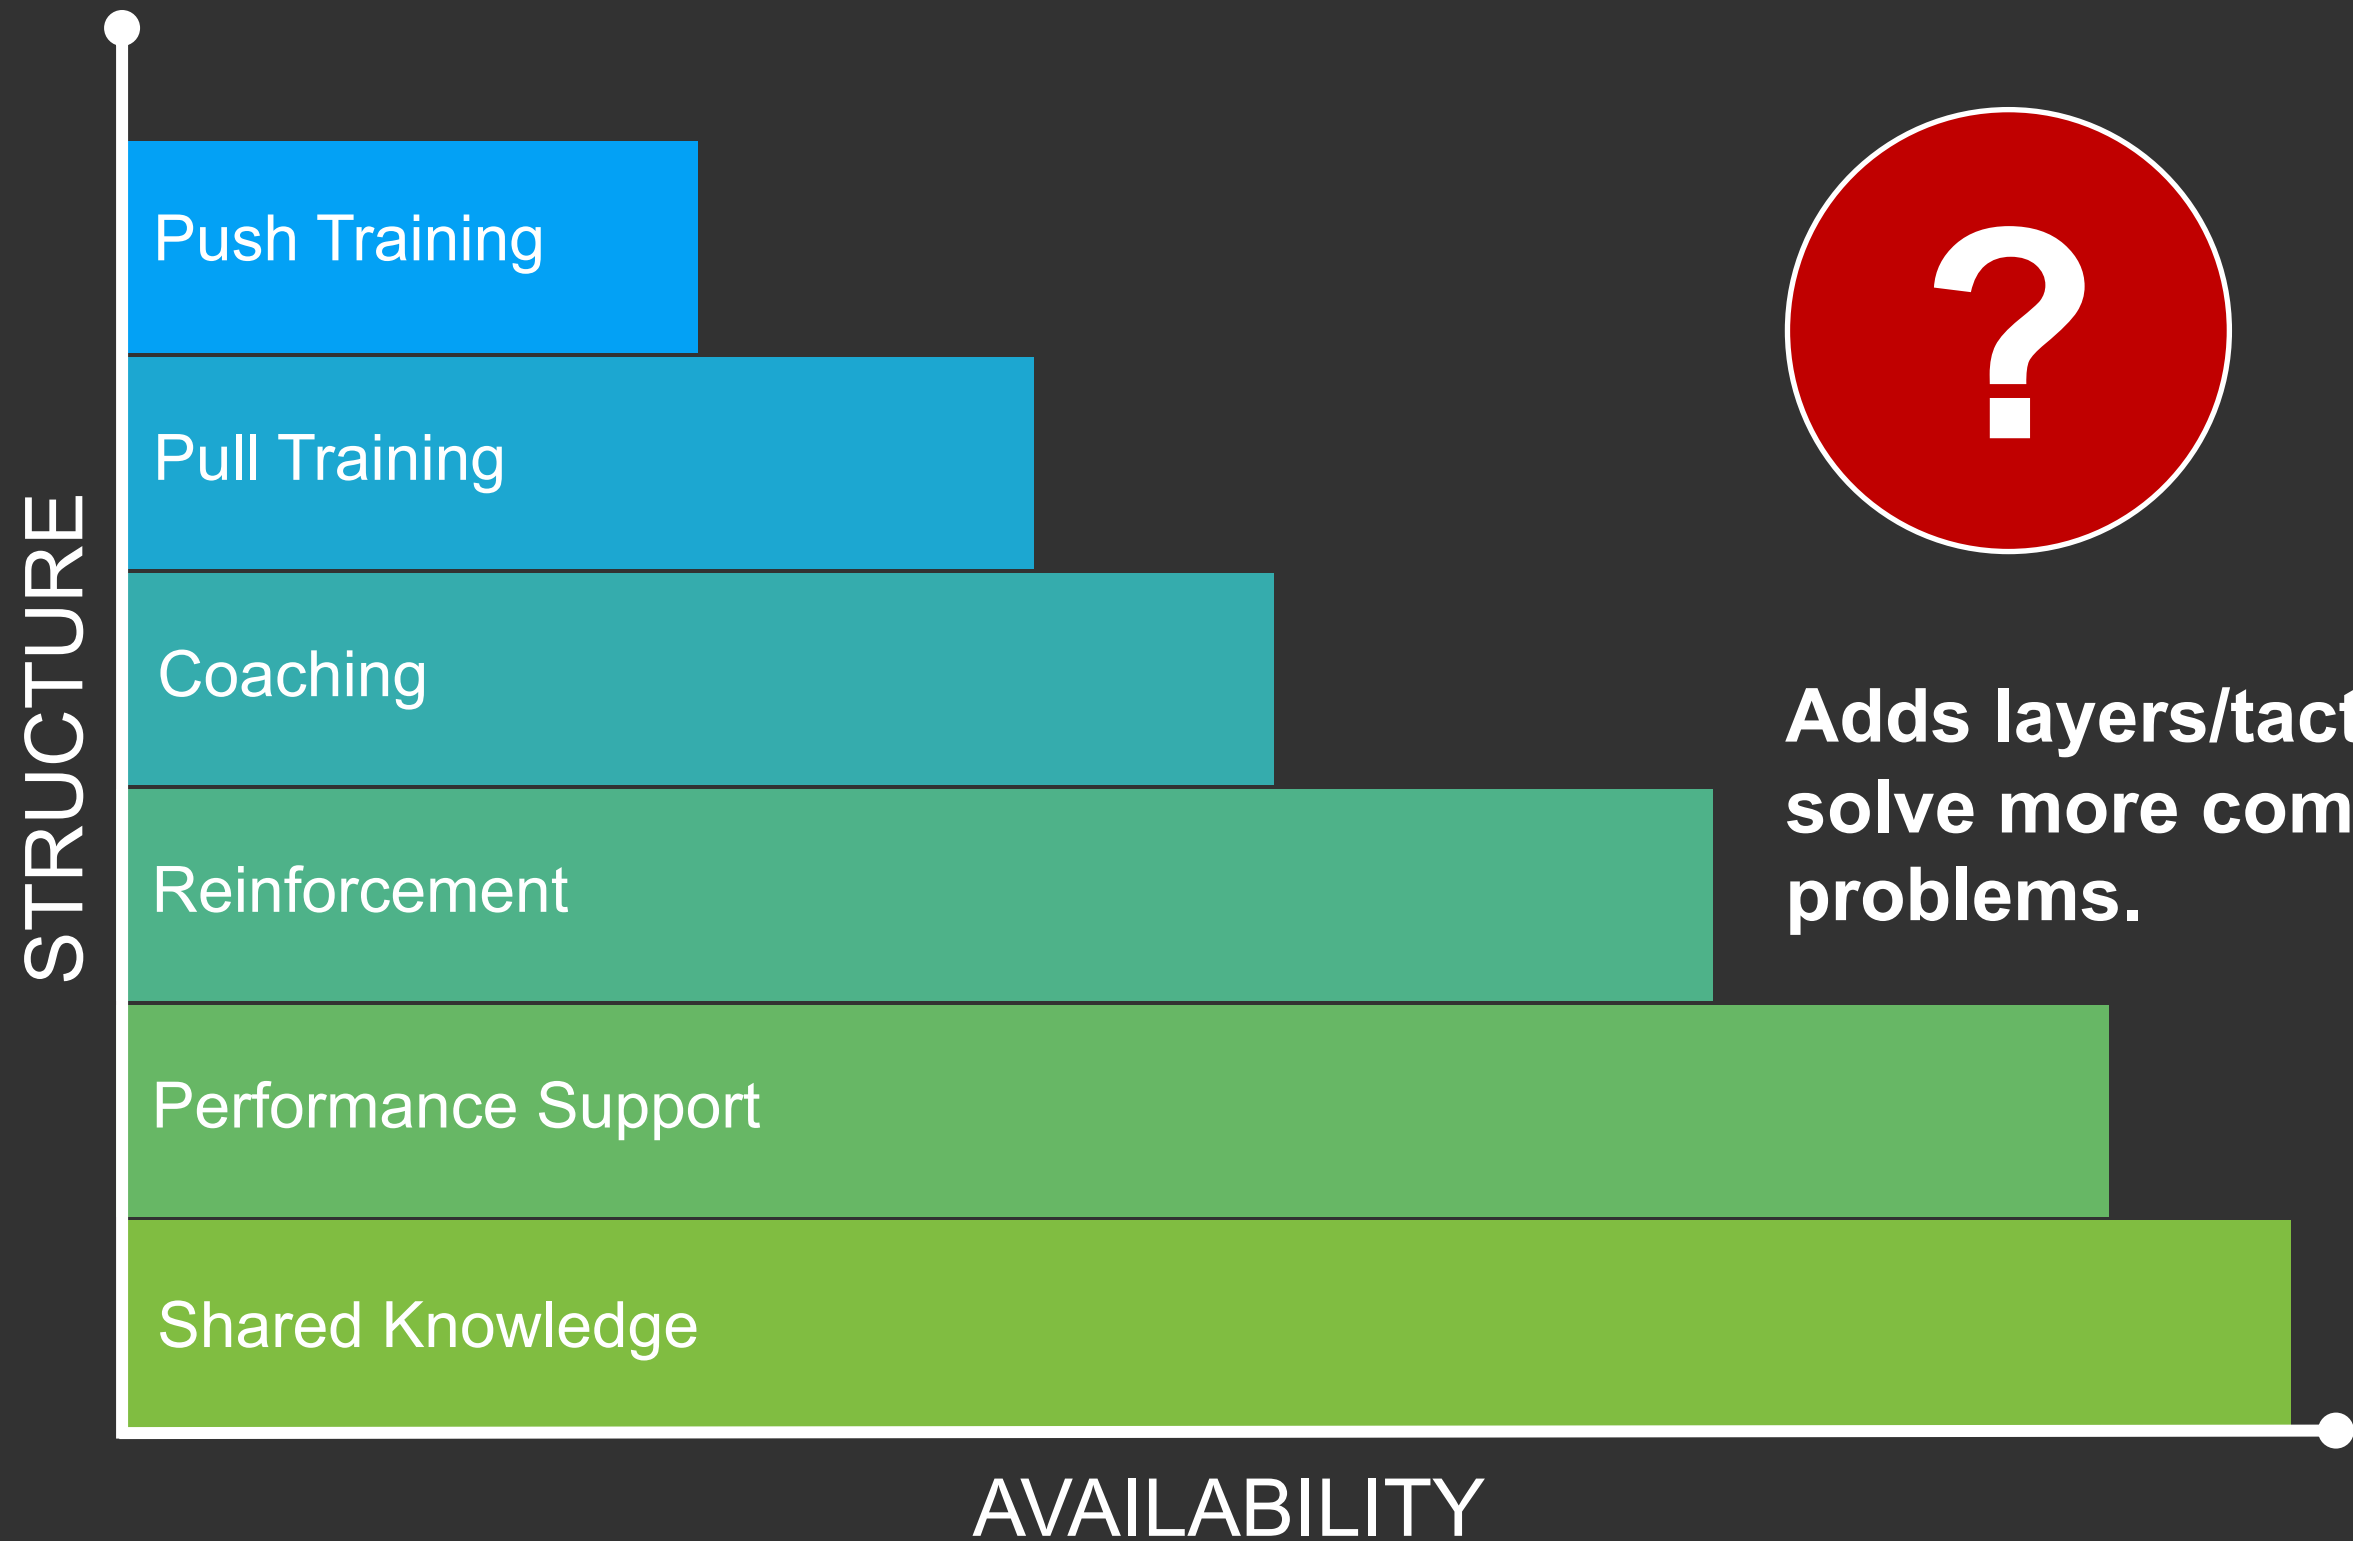 STRUCTURE
Push Training
Pull Training
Coaching
Reinforcement
Performance Support
Shared Knowledge
AVAILABILITY
?
Adds layers/tact
solve more com
problems.